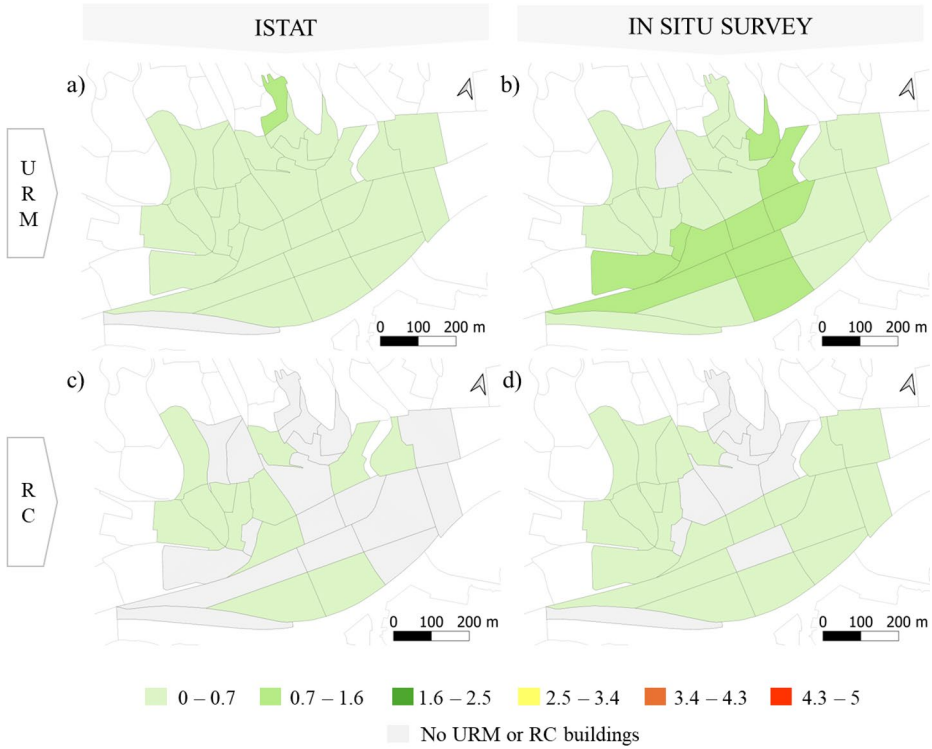 ISTAT
IN SITU SURVEY
a)
b)
U
R
M
0 100 200 m
0 100 200 m
c)
d)
R
C
0 100 200 m
0 100 200 m
0 – 0.7
0.7 – 1.6
1.6 – 2.5
2.5 – 3.4
3.4 – 4.3
4.3 – 5
No URM or RC buildings